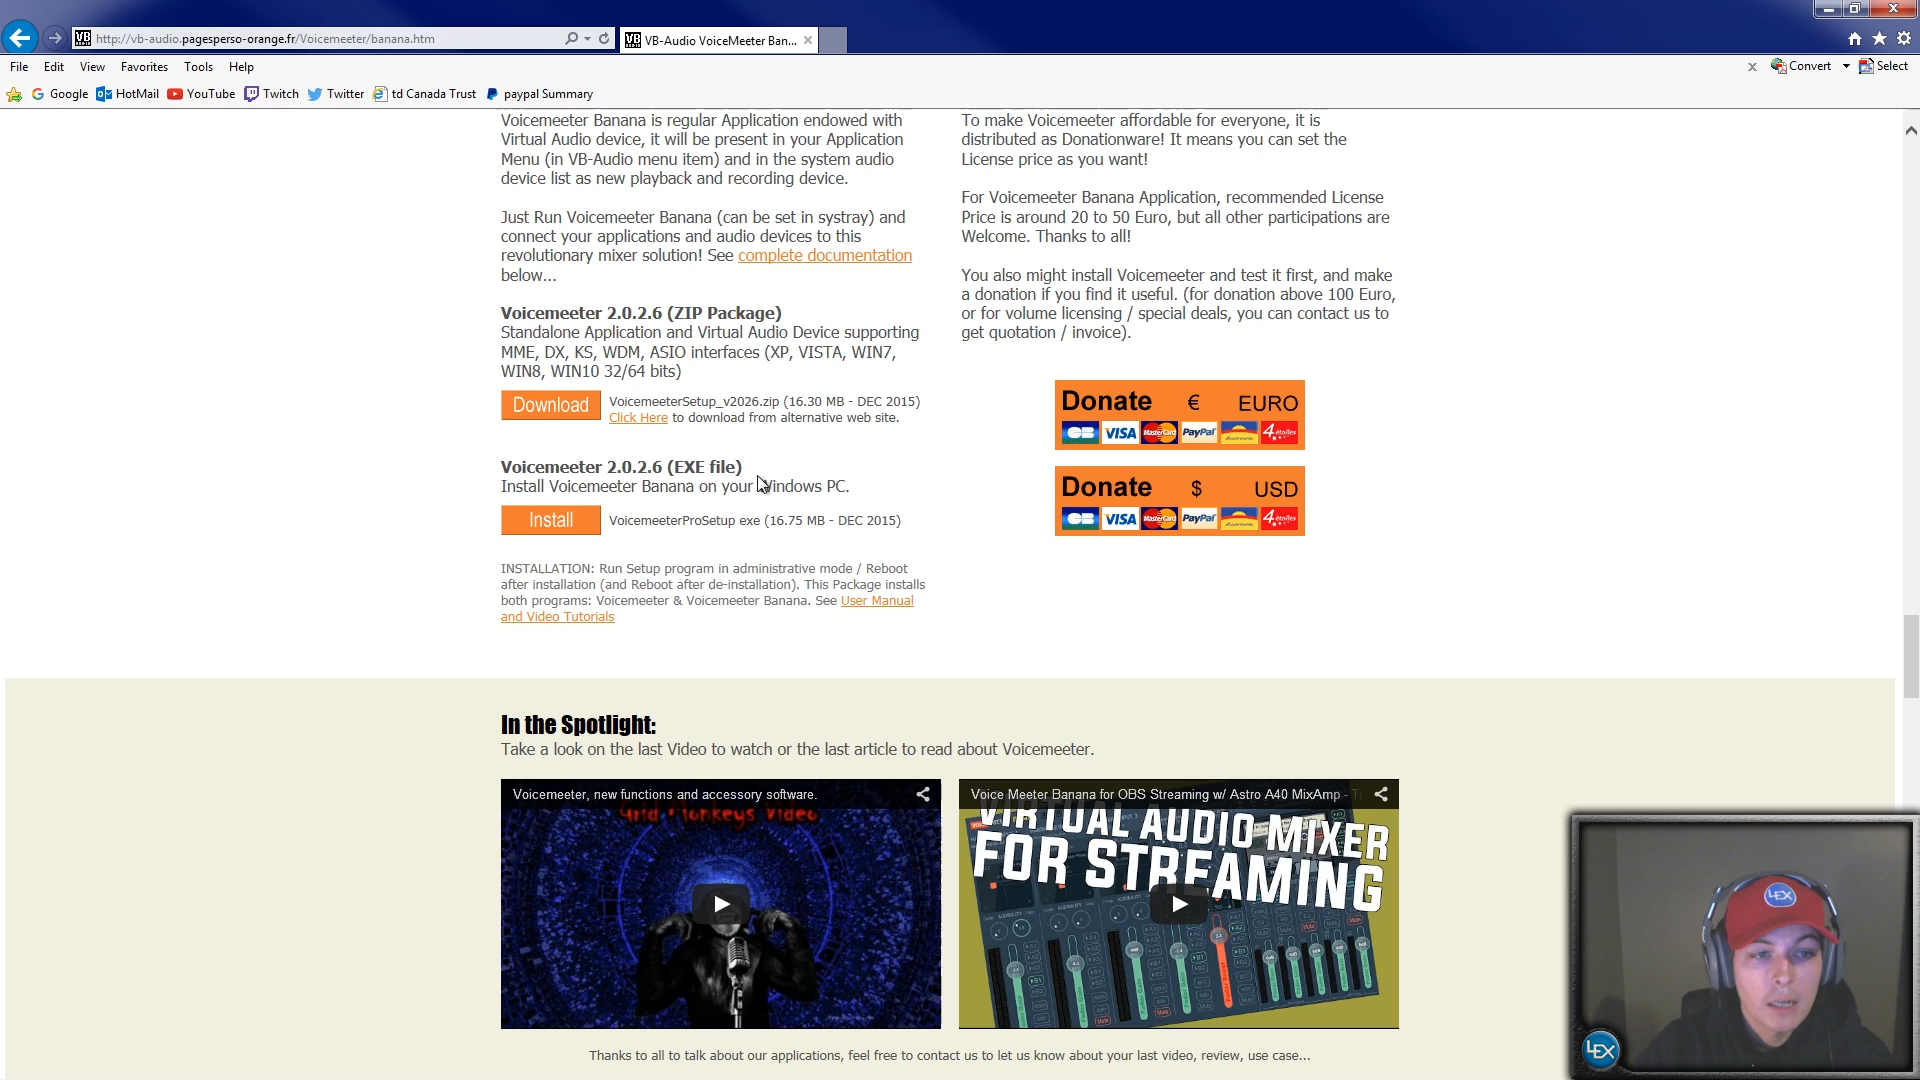 http://vb-audio.pagesperso-orange.fr/Voicemeeter/banana.htm
VB-Audio VoiceMeeter Ban...
File Edit View Favorites Tools Help
Convert Select
Google HotMail YouTube Twitch Twitter td Canada Trust paypal Summary
Voicemeeter Banana is regular Application endowed with
Virtual Audio device, it will be present in your Application
Menu (in VB-Audio menu item) and in the system audio
device list as new playback and recording device.
Just Run Voicemeeter Banana (can be set in systray) and
connect your applications and audio devices to this
revolutionary mixer solution! See complete documentation
below...
Voicemeeter 2.0.2.6 (ZIP Package)
Standalone Application and Virtual Audio Device supporting
MME, DX, KS, WDM, ASIO interfaces (XP, VISTA, WIN7,
WIN8, WIN10 32/64 bits)
Download
VoicemeeterSetup_v2026.zip (16.30 MB - DEC 2015)
Click Here to download from alternative web site.
Voicemeeter 2.0.2.6 (EXE file)
Install Voicemeeter Banana on your Windows PC.
Install
VoicemeeterProSetup exe (16.75 MB - DEC 2015)
INSTALLATION: Run Setup program in administrative mode / Reboot
after installation (and Reboot after de-installation). This Package installs
both programs: Voicemeeter & Voicemeeter Banana. See User Manual
and Video Tutorials
To make Voicemeeter affordable for everyone, it is
distributed as Donationware! It means you can set the
License price as you want!
For Voicemeeter Banana Application, recommended License
Price is around 20 to 50 Euro, but all other participations are
Welcome. Thanks to all!
You also might install Voicemeeter and test it first, and make
a donation if you find it useful. (for donation above 100 Euro,
or for volume licensing / special deals, you can contact us to
get quotation / invoice).
Donate € EURO
CB VISA MasterCard PayPal AURORE 4 étoiles
Donate $ USD
CB VISA MasterCard PayPal AURORE 4 étoiles
In the Spotlight:
Take a look on the last Video to watch or the last article to read about Voicemeeter.
Voicemeeter, new functions and accessory software.
Grid Monkeys Video
Voice Meeter Banana for OBS Streaming w/ Astro A40 MixAmp - T
VIRTUAL AUDIO MIXER
FOR STREAMING
Thanks to all to talk about our applications, feel free to contact us to let us know about your last video, review, use case...
LEX
LEX